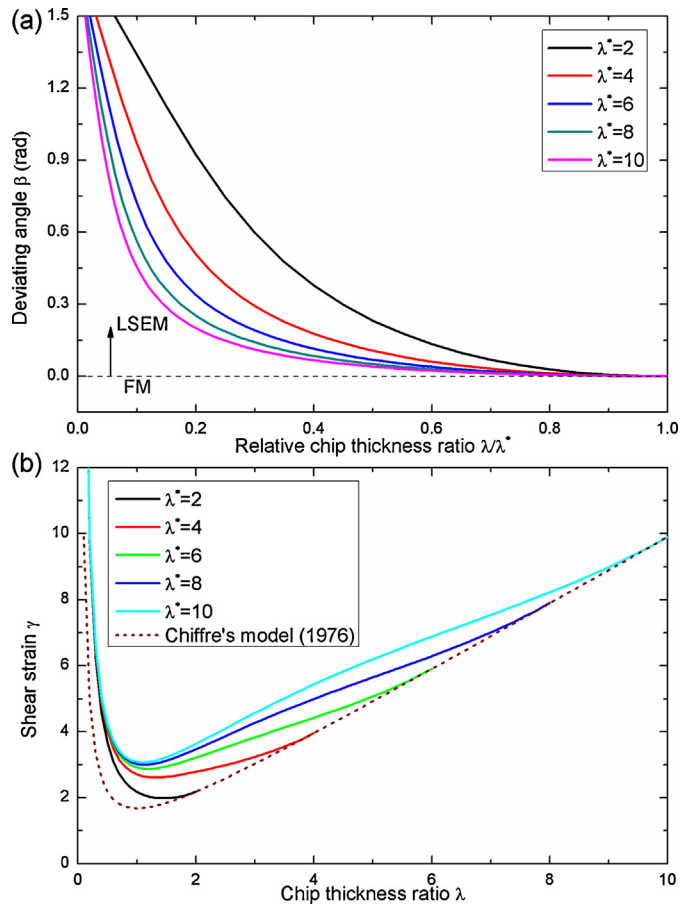 (a)
1.5
1.2
0.9
0.6
0.3
0.0
Deviating angle β (rad)
λ*=2
λ*=4
λ*=6
λ*=8
λ*=10
LSEM
FM
0.0 0.2 0.4 0.6 0.8 1.0
Relative chip thickness ratio λ/λ*
(b)
12
10
8
6
4
2
0
Shear strain γ
λ*=2
λ*=4
λ*=6
λ*=8
λ*=10
Chiffre's model (1976)
0 2 4 6 8 10
Chip thickness ratio λ